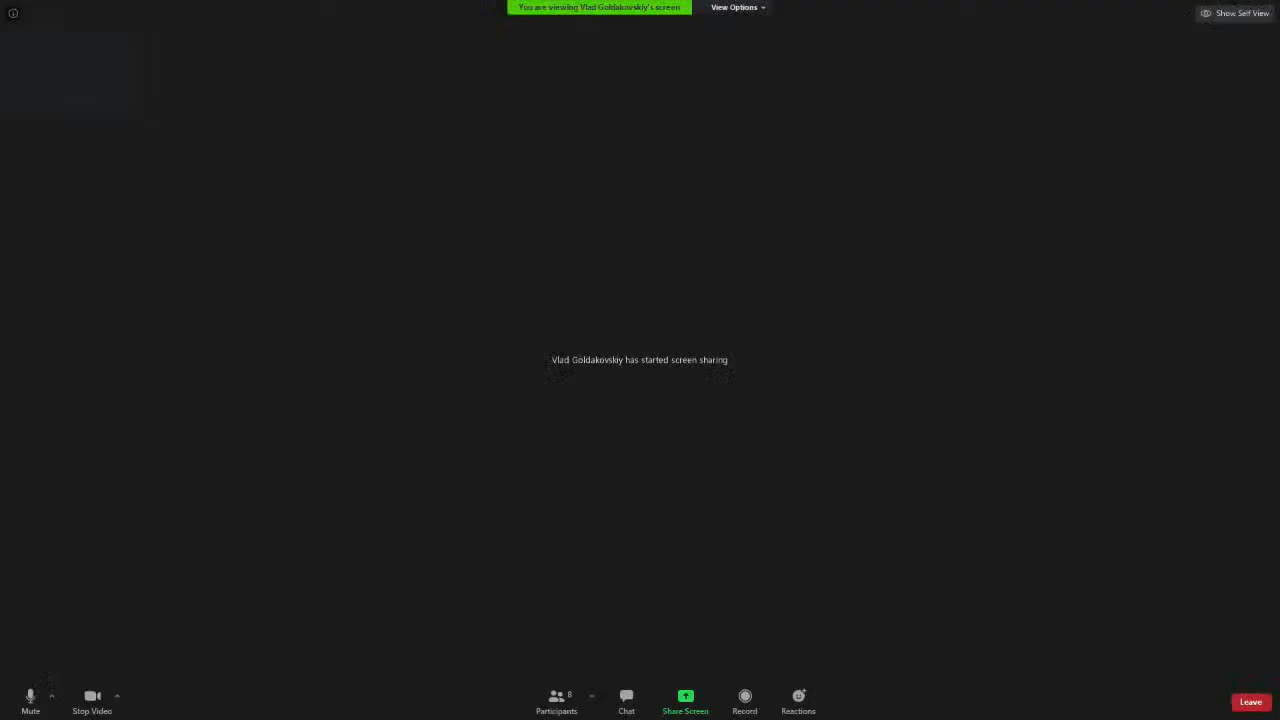 You are viewing Vlad Goldakovskiy's screen
View Options
Show Self View
Vlad Goldakovskiy has started screen sharing
Mute
Stop Video
8
Participants
Chat
Share Screen
Record
Reactions
Leave